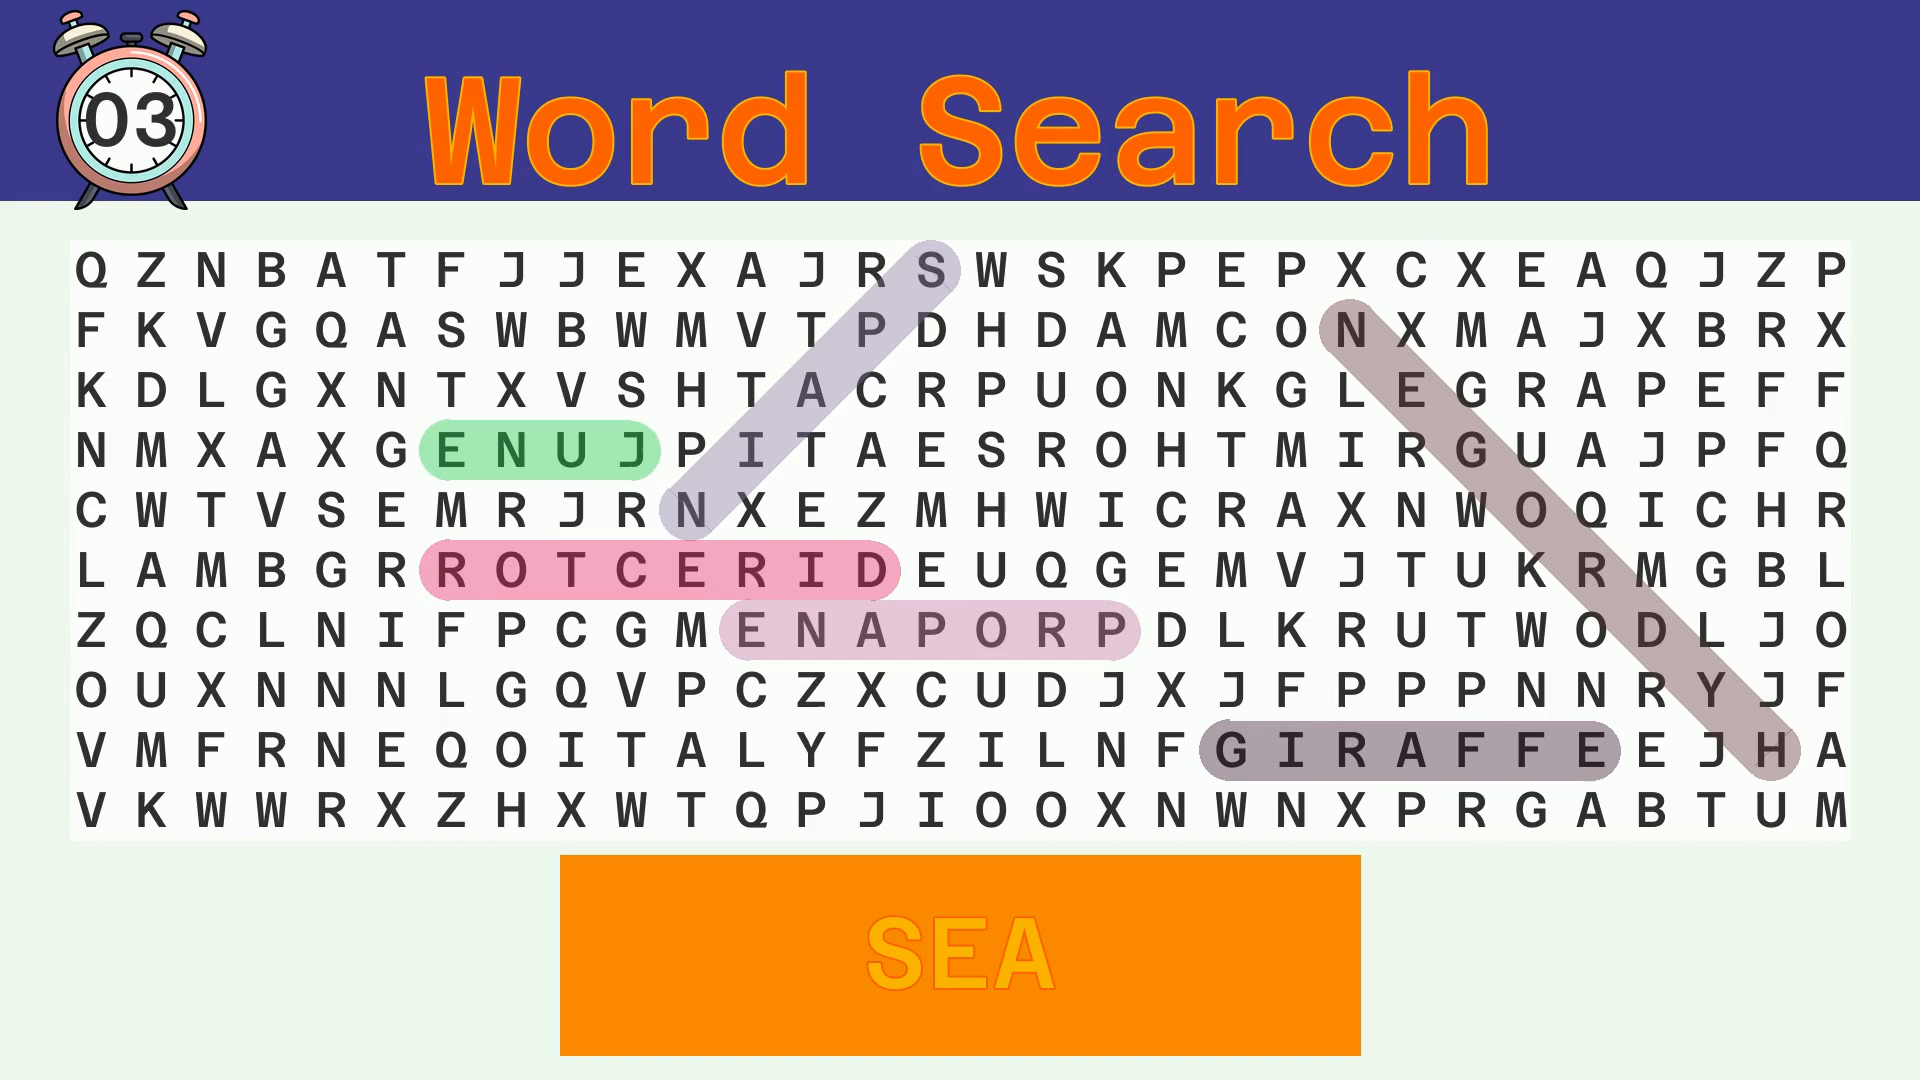 03
Word Search
Q Z N B A T F J J E X A J R S W S K P E P X C X E A Q J Z P
F K V G Q A S W B W M V T P D H D A M C O N X M A J X B R X
K D L G X N T X V S H T A C R P U O N K G L E G R A P E F F
N M X A X G E N U J P I T A E S R O H T M I R G U A J P F Q
C W T V S E M R J R N X E Z M H W I C R A X N W O Q I C H R
L A M B G R R O T C E R I D E U Q G E M V J T U K R M G B L
Z Q C L N I F P C G M E N A P O R P D L K R U T W O D L J O
O U X N N N L G Q V P C Z X C U D J X J F P P P N N R Y J F
V M F R N E Q O I T A L Y F Z I L N F G I R A F F E E J H A
V K W W R X Z H X W T Q P J I O O X N W N X P R G A B T U M
SEA